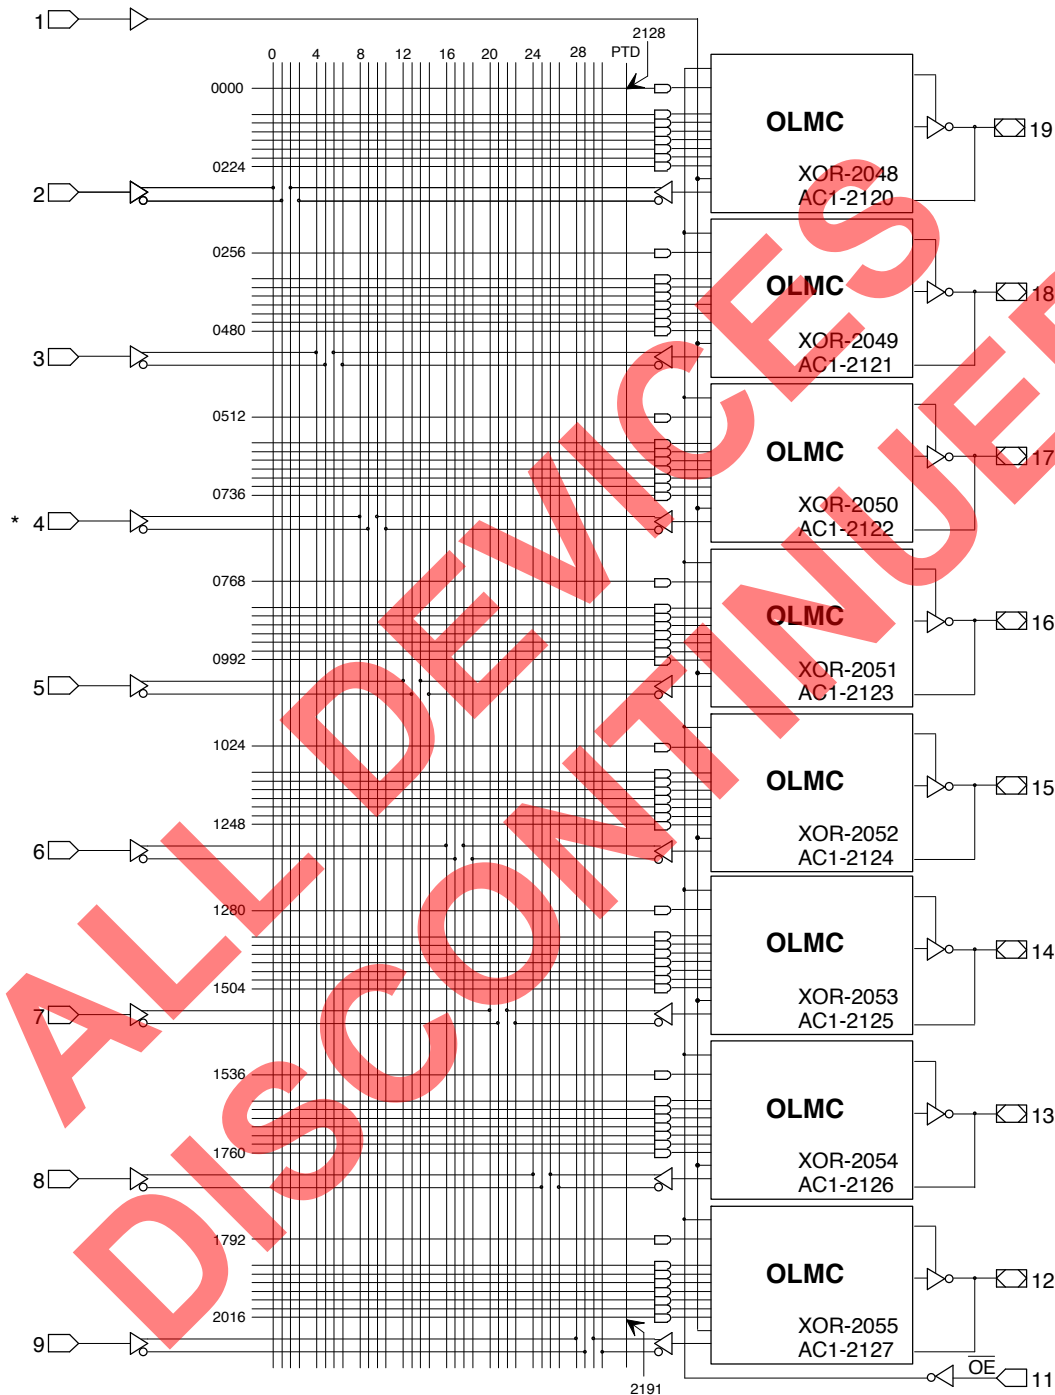 1
2128
0 4 8 12 16 20 24 28 PTD
0000
OLMC
19
0224
XOR-2048
2
AC1-2120
0256
OLMC
18
0480
XOR-2049
3
AC1-2121
0512
OLMC
17
0736
XOR-2050
* 4
AC1-2122
0768
OLMC
16
0992
XOR-2051
5
AC1-2123
1024
OLMC
15
1248
XOR-2052
6
AC1-2124
1280
OLMC
14
1504
XOR-2053
7
AC1-2125
1536
OLMC
13
1760
XOR-2054
8
AC1-2126
1792
OLMC
12
2016
XOR-2055
9
AC1-2127
OE
11
2191
ALL DEVICES
DISCONTINUE